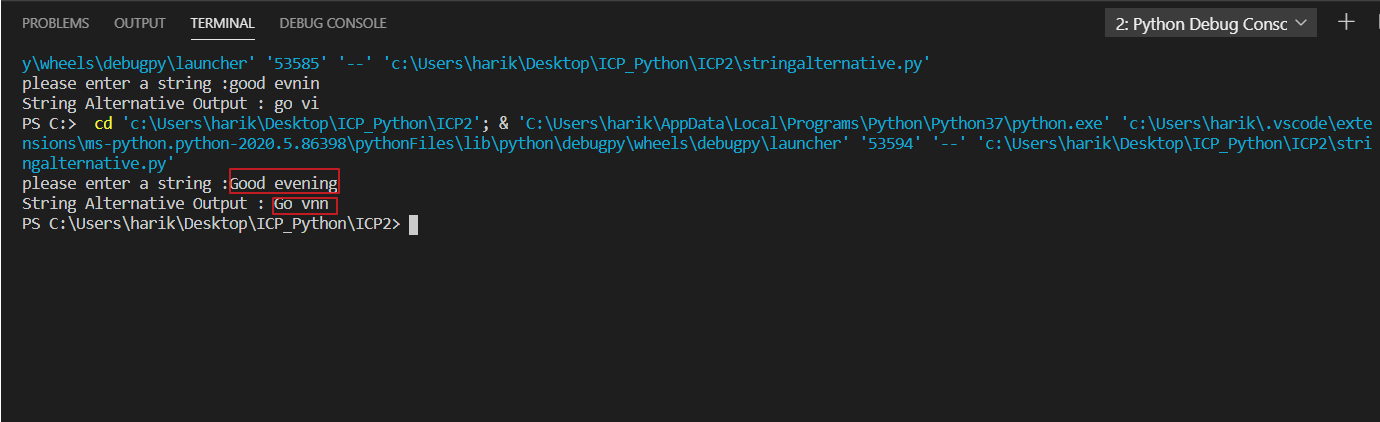 PROBLEMS OUTPUT TERMINAL DEBUG CONSOLE 2: Python Debug Consc
y\wheels\debugpy\launcher' '53585' '--' 'c:\Users\harik\Desktop\ICP_Python\ICP2\stringalternative.py'
please enter a string :good evnin
String Alternative Output : go vi
PS C:>  cd 'c:\Users\harik\Desktop\ICP_Python\ICP2'; & 'C:\Users\harik\AppData\Local\Programs\Python\Python37\python.exe' 'c:\Users\harik\.vscode\exte
nsions\ms-python.python-2020.5.86398\pythonFiles\lib\python\debugpy\wheels\debugpy\launcher' '53594' '--' 'c:\Users\harik\Desktop\ICP_Python\ICP2\stri
ngalternative.py'
please enter a string :Good evening
String Alternative Output : Go vnn
PS C:\Users\harik\Desktop\ICP_Python\ICP2>